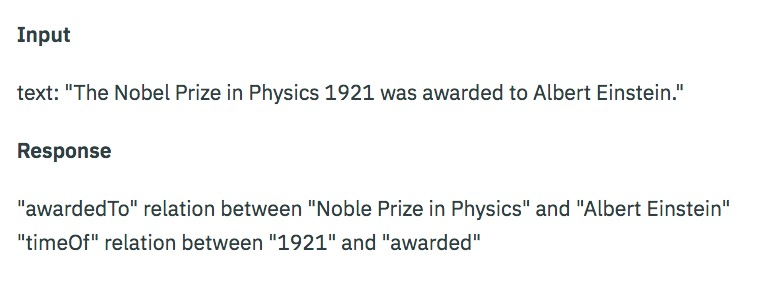 Input
text: "The Nobel Prize in Physics 1921 was awarded to Albert Einstein."
Response
"awardedTo" relation between "Noble Prize in Physics" and "Albert Einstein"
"timeOf" relation between "1921" and "awarded"